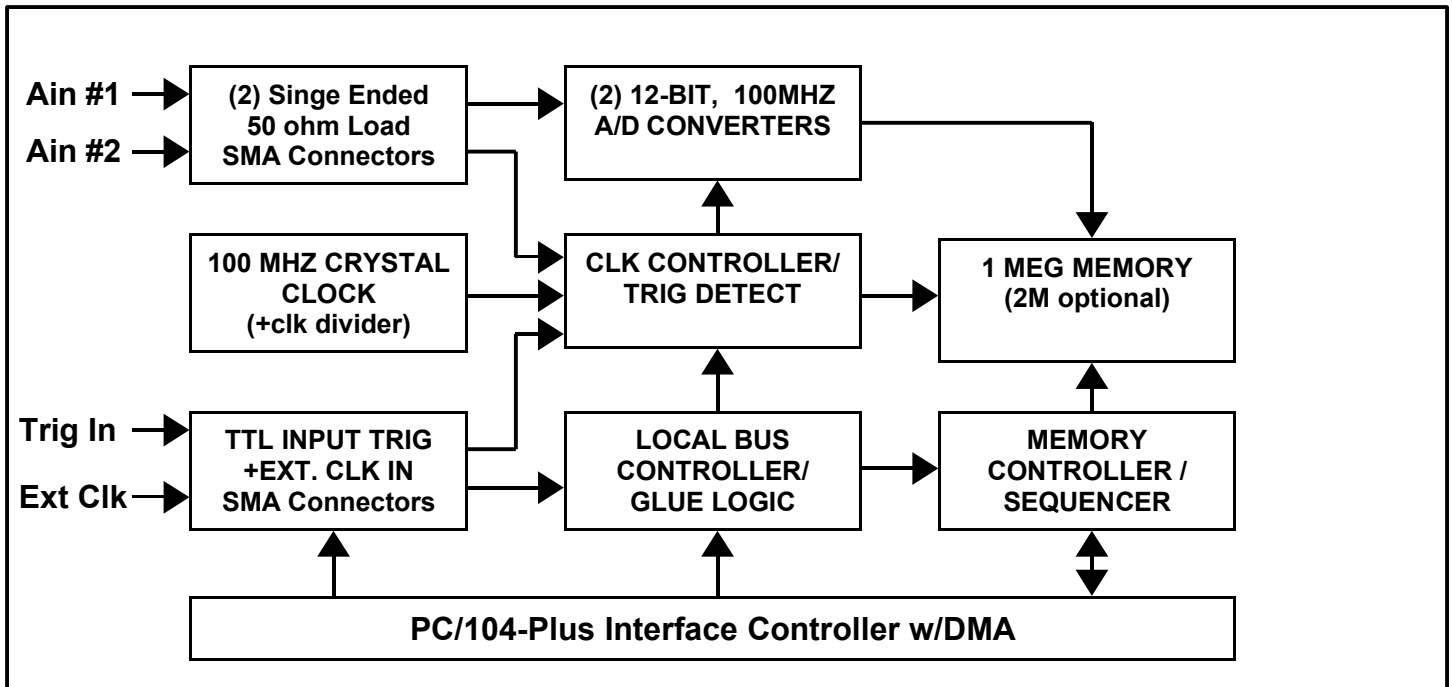 Ain #1
Ain #2
(2) Singe Ended
50 ohm Load
SMA Connectors
(2) 12-BIT, 100MHZ
A/D CONVERTERS
100 MHZ CRYSTAL
CLOCK
(+clk divider)
CLK CONTROLLER/
TRIG DETECT
1 MEG MEMORY
(2M optional)
Trig In
Ext Clk
TTL INPUT TRIG
+EXT. CLK IN
SMA Connectors
LOCAL BUS
CONTROLLER/
GLUE LOGIC
MEMORY
CONTROLLER /
SEQUENCER
PC/104-Plus Interface Controller w/DMA